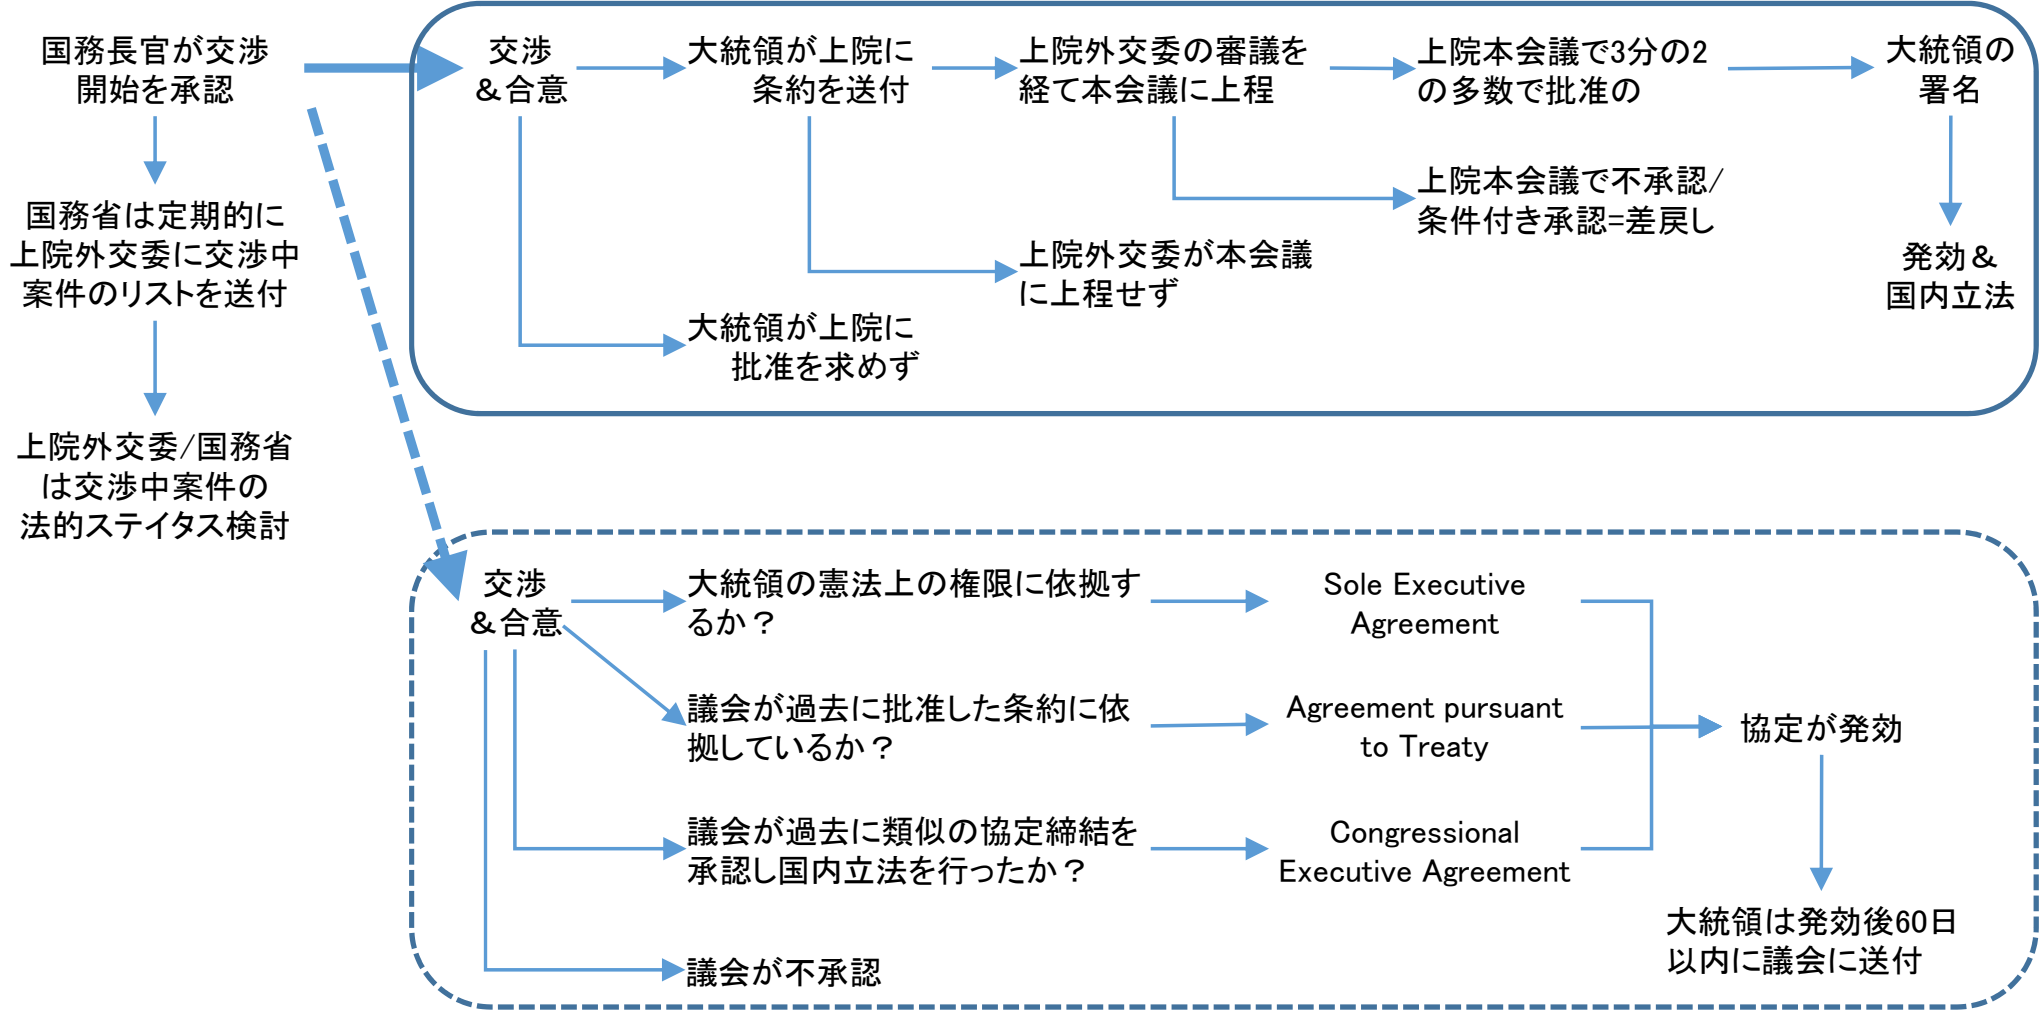 国務長官が交渉
開始を承認
国務省は定期的に
上院外交委に交渉中
案件のリストを送付
上院外交委/国務省
は交渉中案件の
法的ステイタス検討
交渉
＆合意
大統領が上院に
条約を送付
上院外交委の審議を
経て本会議に上程
上院本会議で3分の2
の多数で批准の
大統領の
署名
上院本会議で不承認/
条件付き承認=差戻し
上院外交委が本会議
に上程せず
発効＆
国内立法
大統領が上院に
批准を求めず
交渉
＆合意
大統領の憲法上の権限に依拠す
るか？
Sole Executive
Agreement
議会が過去に批准した条約に依
拠しているか？
Agreement pursuant
to Treaty
協定が発効
議会が過去に類似の協定締結を
承認し国内立法を行ったか？
Congressional
Executive Agreement
大統領は発効後60日
以内に議会に送付
議会が不承認